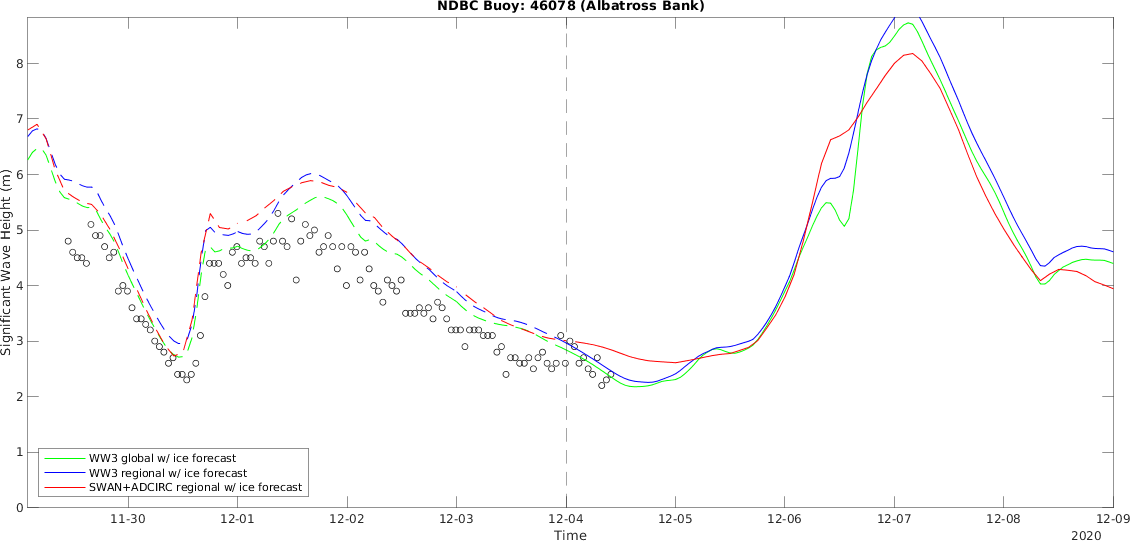 NDBC Buoy: 46078 (Albatross Bank)
Significant Wave Height (m)
8
7
6
5
4
3
2
1
0
WW3 global w/ ice forecast
WW3 regional w/ ice forecast
SWAN+ADCIRC regional w/ ice forecast
11-30 12-01 12-02 12-03 12-04 12-05 12-06 12-07 12-08 12-09
Time
2020